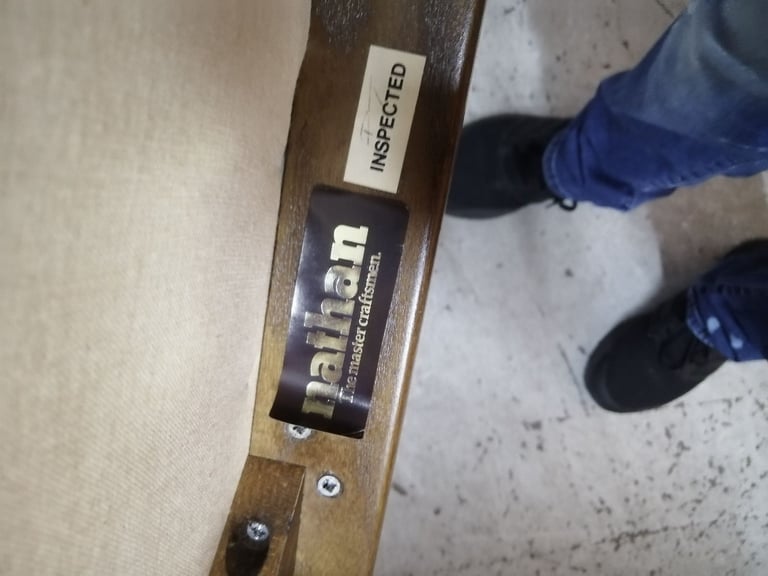 INSPECTED
nathan
The master craftsmen.